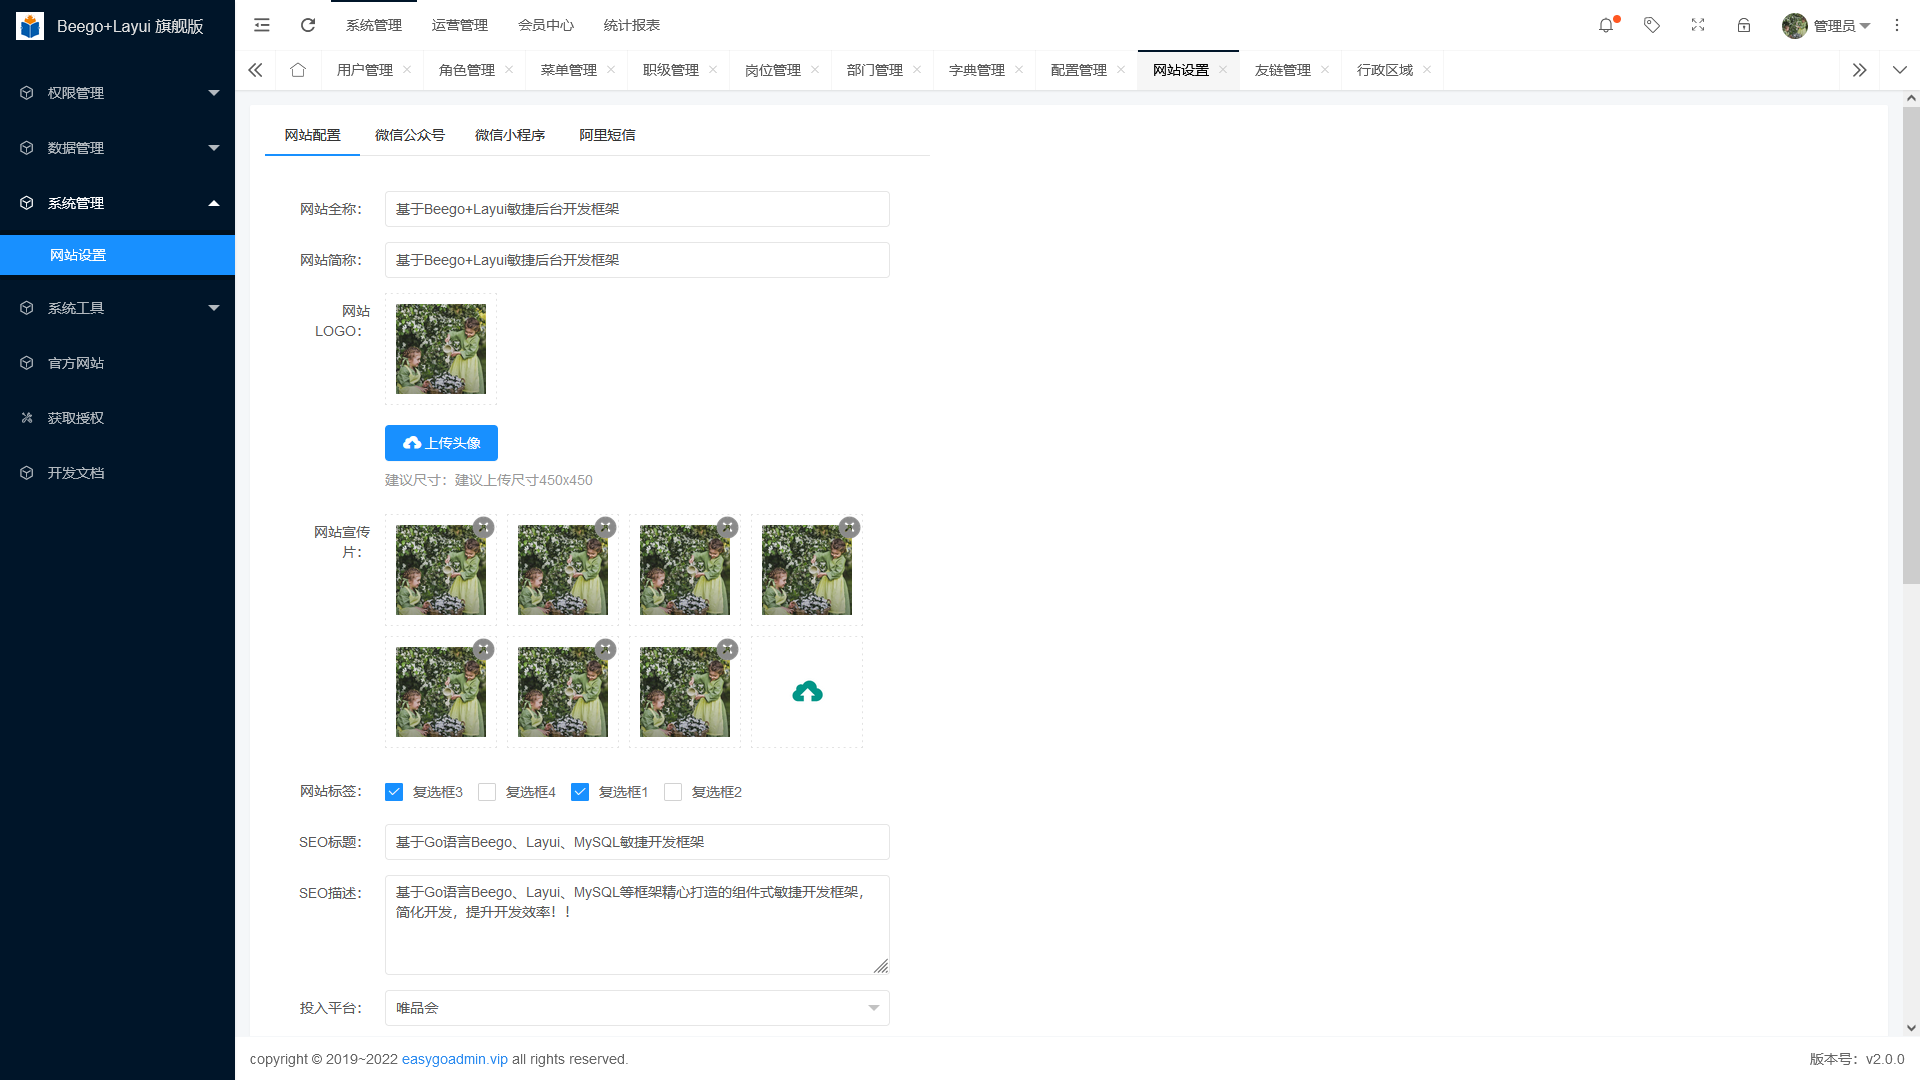 Beego+Layui 旗舰版
系统管理 运营管理 会员中心 统计报表
管理员
用户管理 角色管理 菜单管理 职级管理 岗位管理 部门管理 字典管理 配置管理 网站设置 友链管理 行政区域
权限管理
数据管理
系统管理
网站设置
系统工具
官方网站
获取授权
开发文档
网站配置 微信公众号 微信小程序 阿里短信
网站全称： 基于Beego+Layui敏捷后台开发框架
网站简称： 基于Beego+Layui敏捷后台开发框架
网站
LOGO：
上传头像
建议尺寸：建议上传尺寸450x450
网站宣传
片：
网站标签： 复选框3 复选框4 复选框1 复选框2
SEO标题： 基于Go语言Beego、Layui、MySQL敏捷开发框架
SEO描述： 基于Go语言Beego、Layui、MySQL等框架精心打造的组件式敏捷开发框架，
简化开发，提升开发效率！！
投入平台： 唯品会
copyright © 2019~2022 easygoadmin.vip all rights reserved.
版本号：v2.0.0